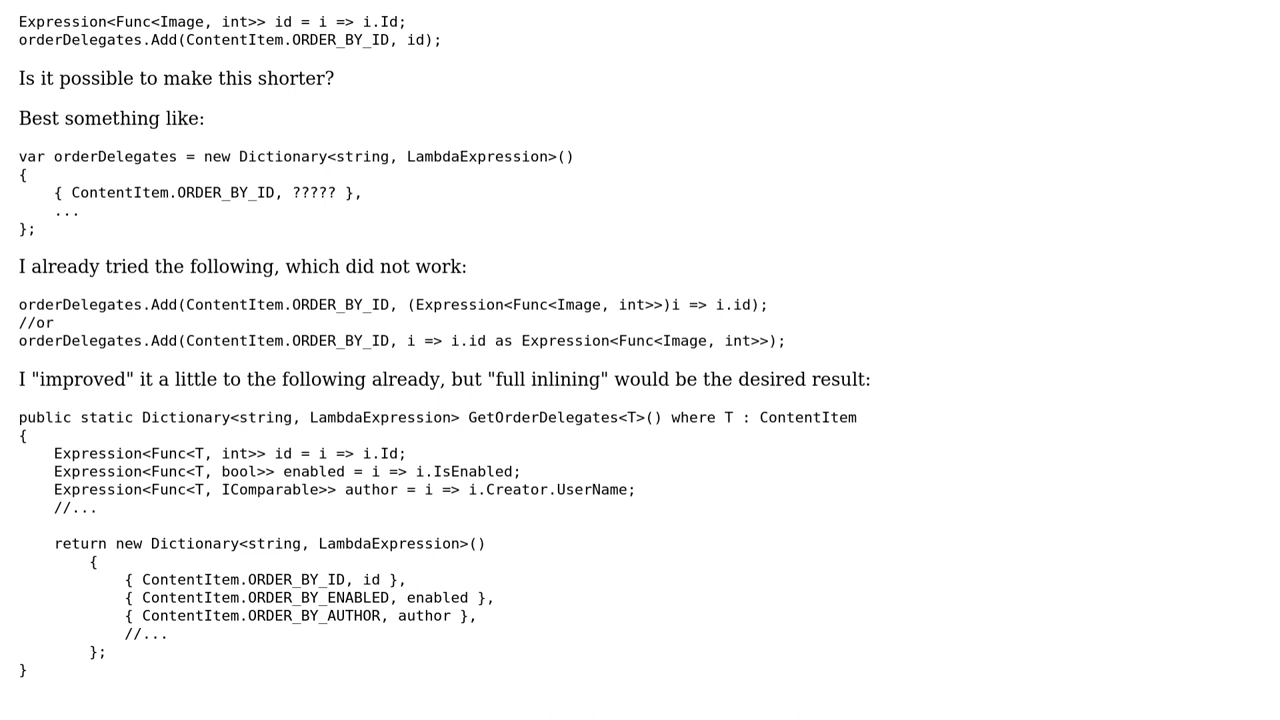 Expression<Func<Image, int>> id = i => i.Id;
orderDelegates.Add(ContentItem.ORDER_BY_ID, id);
Is it possible to make this shorter?
Best something like:
var orderDelegates = new Dictionary<string, LambdaExpression>()
{
    { ContentItem.ORDER_BY_ID, ????? },
    ...
};
I already tried the following, which did not work:
orderDelegates.Add(ContentItem.ORDER_BY_ID, (Expression<Func<Image, int>>)i => i.id);
//or
orderDelegates.Add(ContentItem.ORDER_BY_ID, i => i.id as Expression<Func<Image, int>>);
I "improved" it a little to the following already, but "full inlining" would be the desired result:
public static Dictionary<string, LambdaExpression> GetOrderDelegates<T>() where T : ContentItem
{
    Expression<Func<T, int>> id = i => i.Id;
    Expression<Func<T, bool>> enabled = i => i.IsEnabled;
    Expression<Func<T, IComparable>> author = i => i.Creator.UserName;
    //...
    return new Dictionary<string, LambdaExpression>()
        {
            { ContentItem.ORDER_BY_ID, id },
            { ContentItem.ORDER_BY_ENABLED, enabled },
            { ContentItem.ORDER_BY_AUTHOR, author },
            //...
        };
}